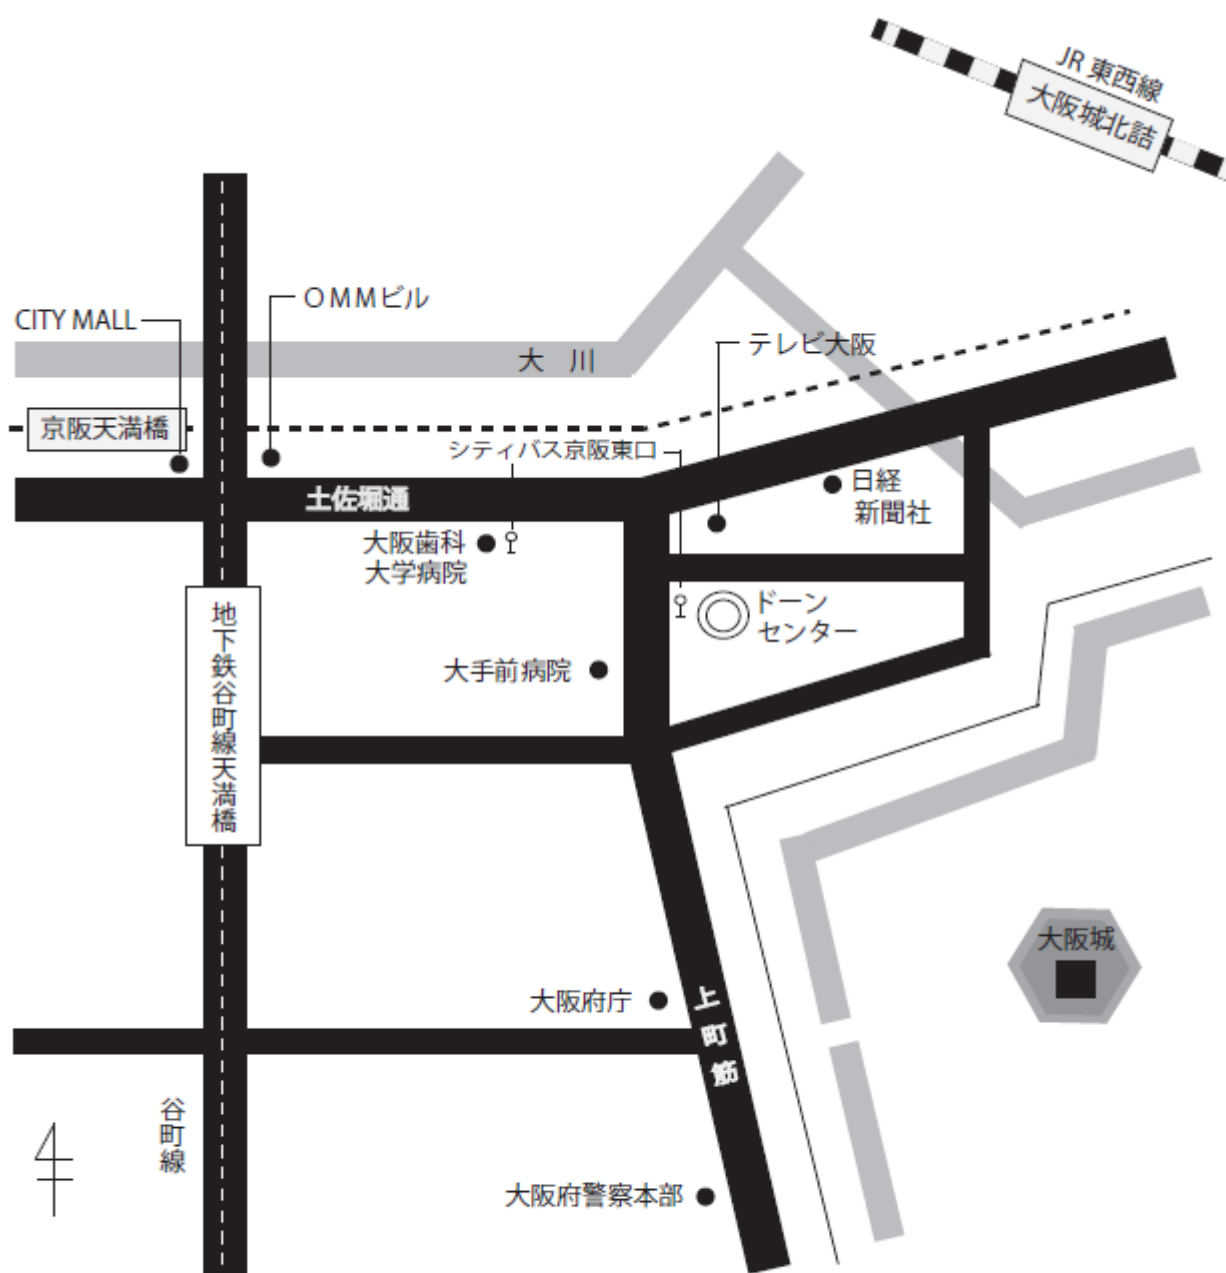 JR 東西線
大阪城北詰
OMMビル
CITY MALL
大 川
テレビ大阪
京阪天満橋
シティバス京阪東口
土佐堀通
日経
新聞社
大阪歯科
大学病院
地下鉄谷町線天満橋
ドーン
センター
大手前病院
大阪城
大阪府庁
上町筋
谷町線
大阪府警察本部